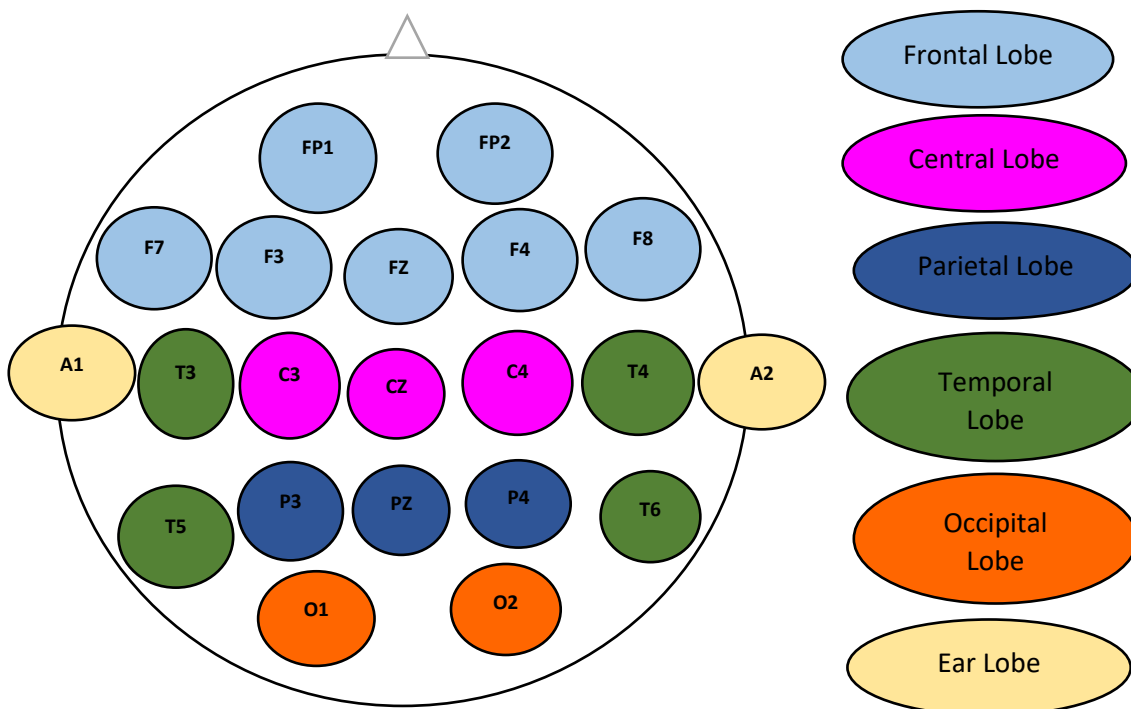 FP1
FP2
F7
F3
FZ
F4
F8
A1
T3
C3
CZ
C4
T4
A2
T5
P3
PZ
P4
T6
O1
O2
Frontal Lobe
Central Lobe
Parietal Lobe
Temporal
Lobe
Occipital
Lobe
Ear Lobe